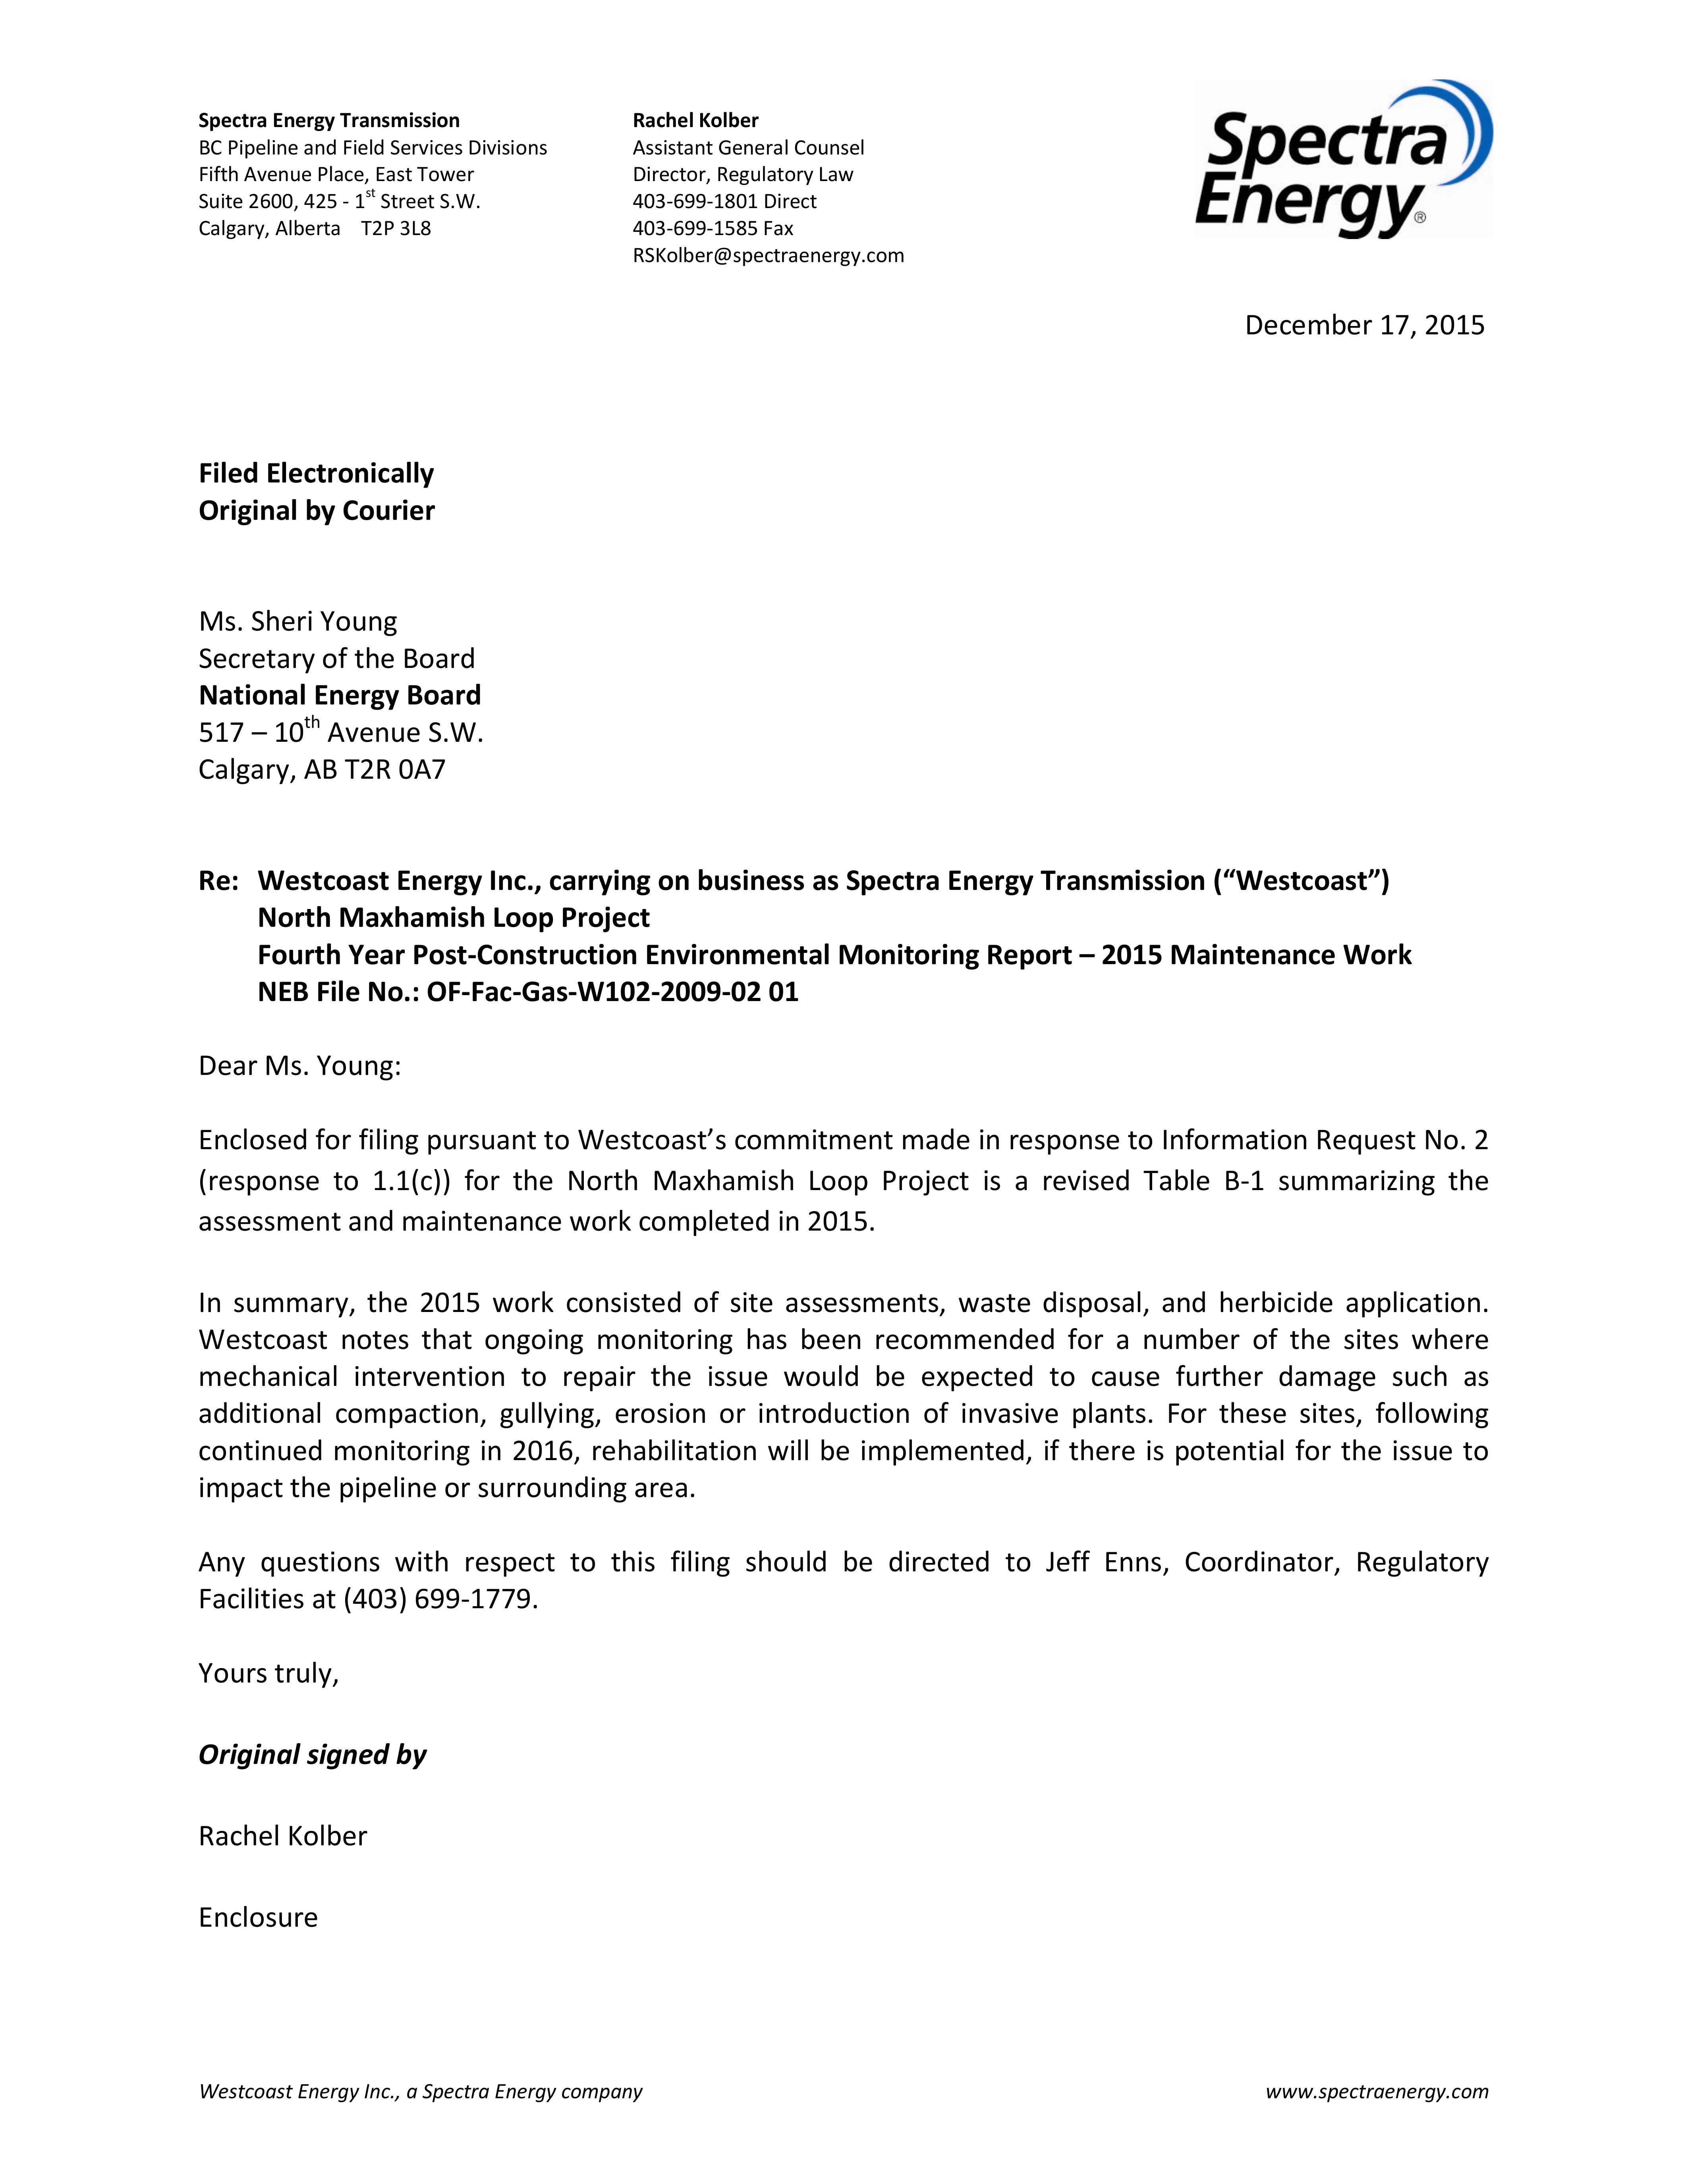 Spectra Energy Transmission
BC Pipeline and Field Services Divisions
Fifth Avenue Place, East Tower
Suite 2600, 425 - 1st Street S.W.
Calgary, Alberta T2P 3L8
Rachel Kolber
Assistant General Counsel
Director, Regulatory Law
403-699-1801 Direct
403-699-1585 Fax
RSKolber@spectraenergy.com
Spectra
Energy®
December 17, 2015
Filed Electronically
Original by Courier
Ms. Sheri Young
Secretary of the Board
National Energy Board
517 – 10th Avenue S.W.
Calgary, AB T2R 0A7
Re: Westcoast Energy Inc., carrying on business as Spectra Energy Transmission (“Westcoast”)
North Maxhamish Loop Project
Fourth Year Post-Construction Environmental Monitoring Report – 2015 Maintenance Work
NEB File No.: OF-Fac-Gas-W102-2009-02 01
Dear Ms. Young:
Enclosed for filing pursuant to Westcoast’s commitment made in response to Information Request No. 2
(response to 1.1(c)) for the North Maxhamish Loop Project is a revised Table B-1 summarizing the
assessment and maintenance work completed in 2015.
In summary, the 2015 work consisted of site assessments, waste disposal, and herbicide application.
Westcoast notes that ongoing monitoring has been recommended for a number of the sites where
mechanical intervention to repair the issue would be expected to cause further damage such as
additional compaction, gullying, erosion or introduction of invasive plants. For these sites, following
continued monitoring in 2016, rehabilitation will be implemented, if there is potential for the issue to
impact the pipeline or surrounding area.
Any questions with respect to this filing should be directed to Jeff Enns, Coordinator, Regulatory
Facilities at (403) 699-1779.
Yours truly,
Original signed by
Rachel Kolber
Enclosure
Westcoast Energy Inc., a Spectra Energy company
www.spectraenergy.com